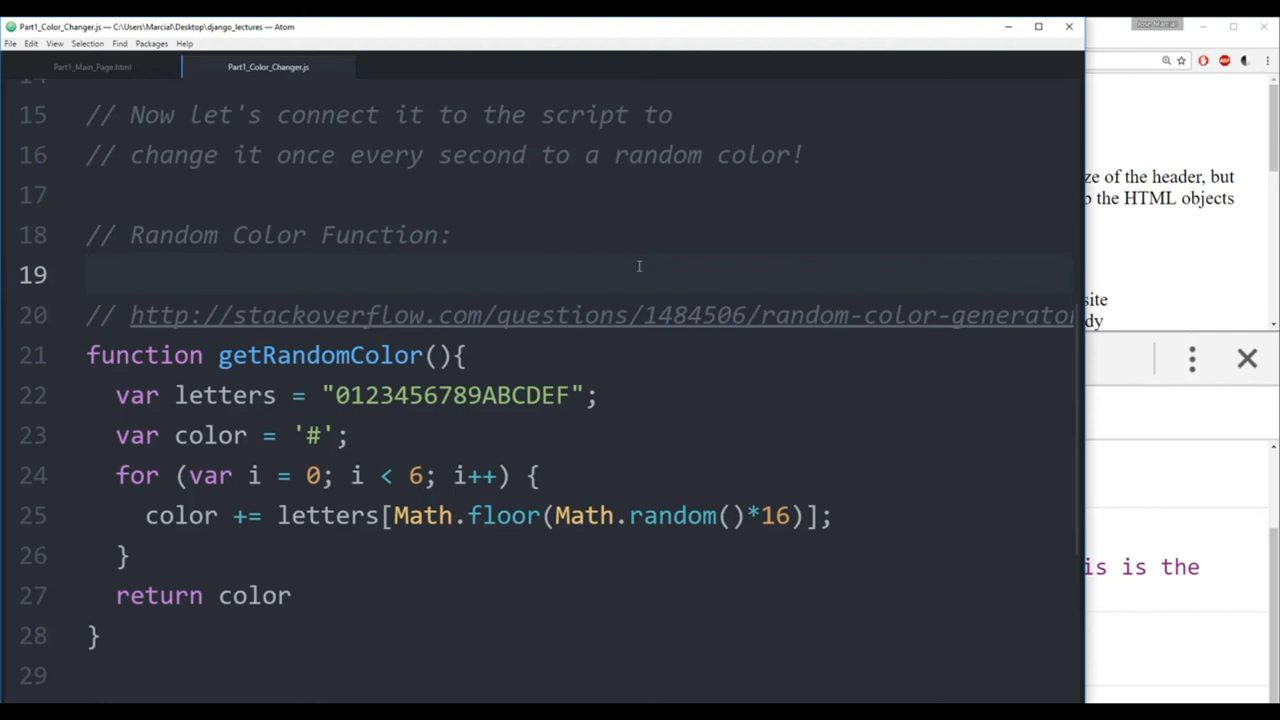 Part1_Color_Changer.js — C:\Users\Marcial\Desktop\django_lectures — Atom
Jose Marcial
File Edit View Selection Find Packages Help
Part1_Main_Page.html Part1_Color_Changer.js
14
15 // Now let's connect it to the script to
16 // change it once every second to a random color!
17
18 // Random Color Function:
19
20 // http://stackoverflow.com/questions/1484506/random-color-generator
21 function getRandomColor(){
22 var letters = "0123456789ABCDEF";
23 var color = '#';
24 for (var i = 0; i < 6; i++) {
25 color += letters[Math.floor(Math.random()*16)];
26 }
27 return color
28 }
29
ze of the header, but
the HTML objects
site
dy
is is the